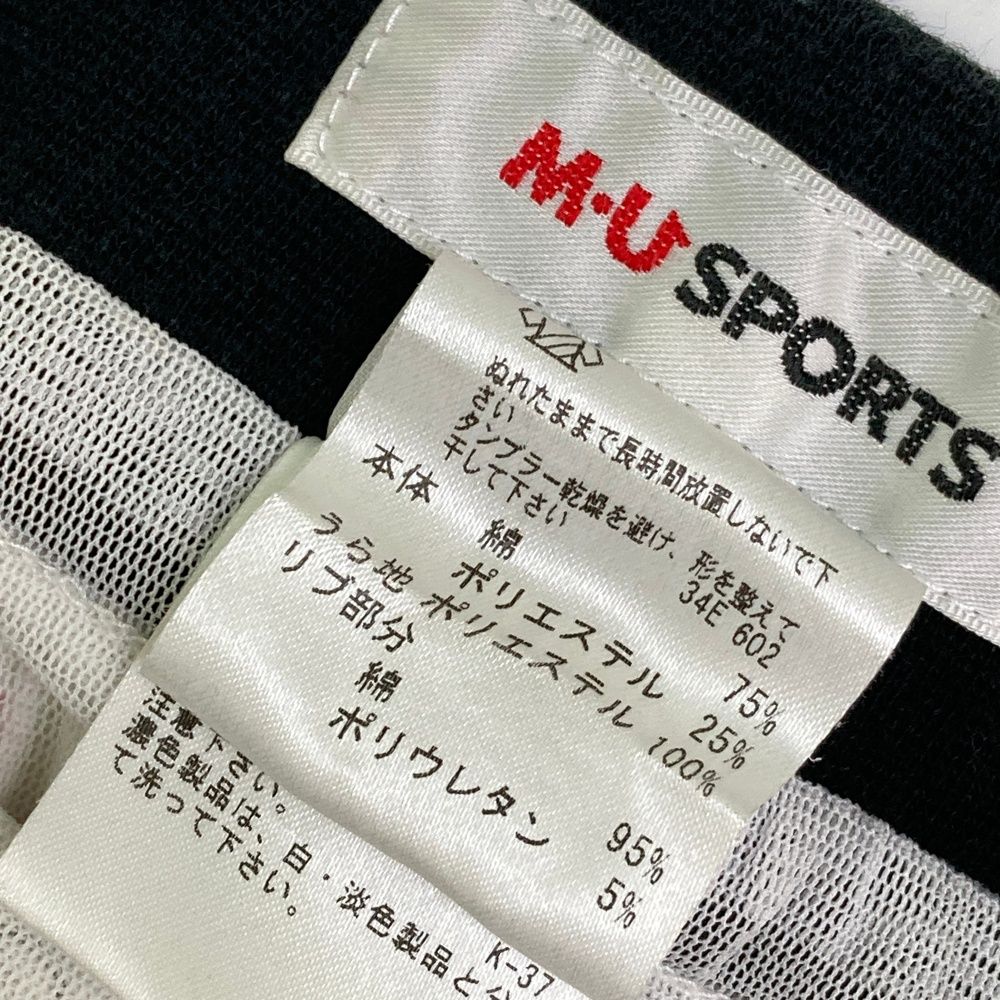 M·U SPORTS
ぬれたままで長時間放置しないで下
さい
タンブラー乾燥を避け、形を整えて
干して下さい 34E 602
本体 綿 75%
ポリエステル 25%
うら地 ポリエステル 100%
リブ部分
綿 95%
ポリウレタン 5%
注意下さい。
濃色製品は、白・淡色製品と
て洗って下さい。
K-37